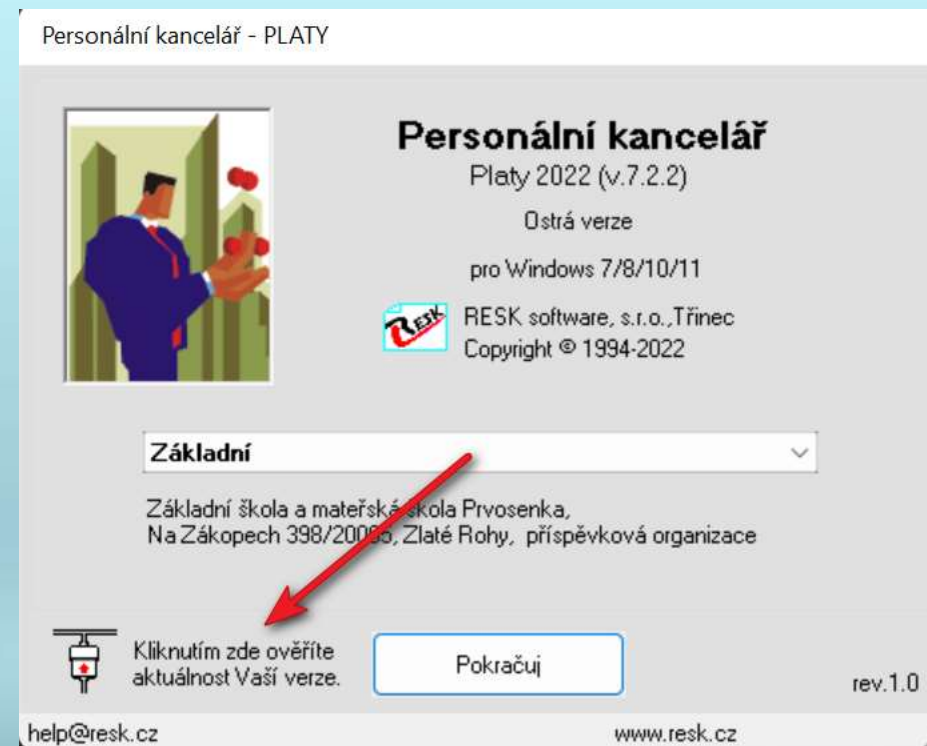 Personální kancelář - PLATY
Personální kancelář
Platy 2022 (v.7.2.2)
Ostrá verze
pro Windows 7/8/10/11
RESK
RESK software, s.r.o.,Třinec
Copyright © 1994-2022
Základní
Základní škola a mateřská škola Prvosenka,
Na Zákopech 398/20085, Zlaté Rohy, příspěvková organizace
Kliknutím zde ověříte
aktuálnost Vaší verze.
Pokračuj
rev.1.0
help@resk.cz
www.resk.cz